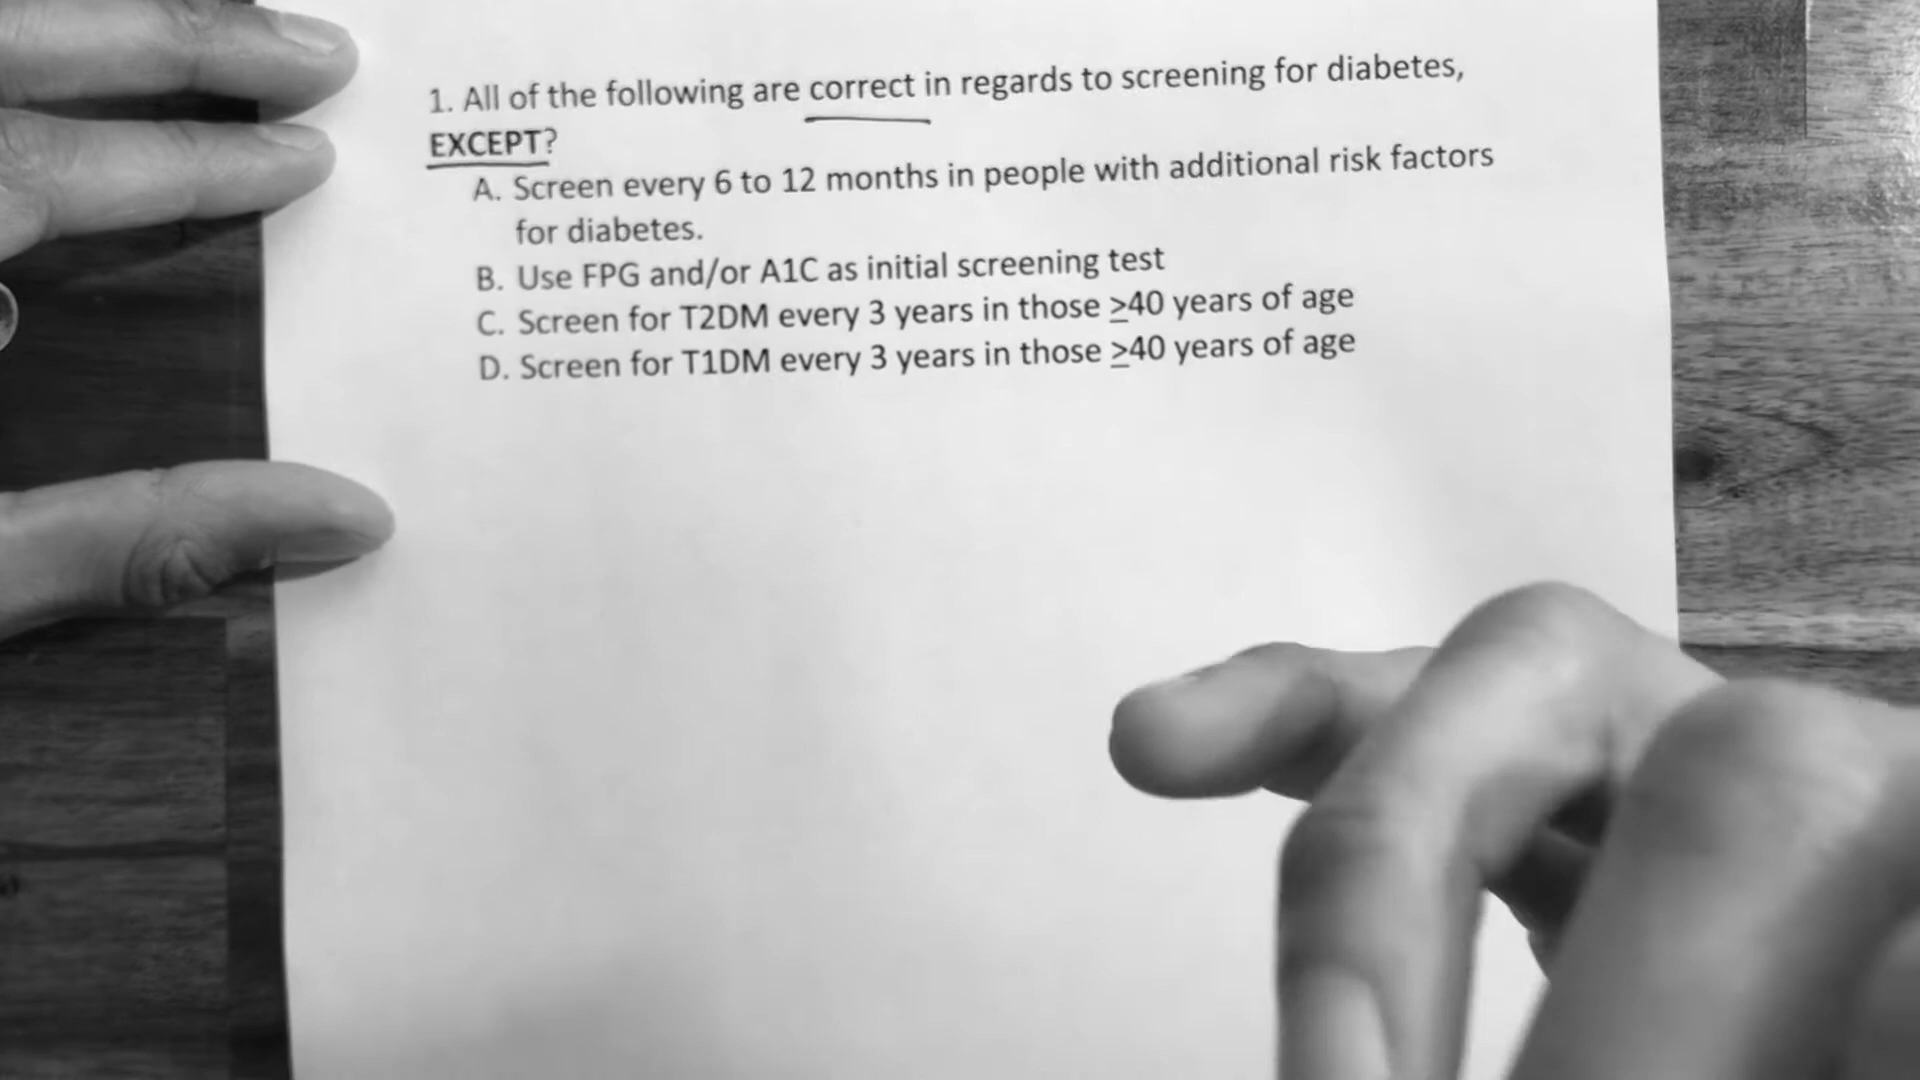 1. All of the following are correct in regards to screening for diabetes,
EXCEPT?
A. Screen every 6 to 12 months in people with additional risk factors
for diabetes.
B. Use FPG and/or A1C as initial screening test
C. Screen for T2DM every 3 years in those ≥40 years of age
D. Screen for T1DM every 3 years in those ≥40 years of age